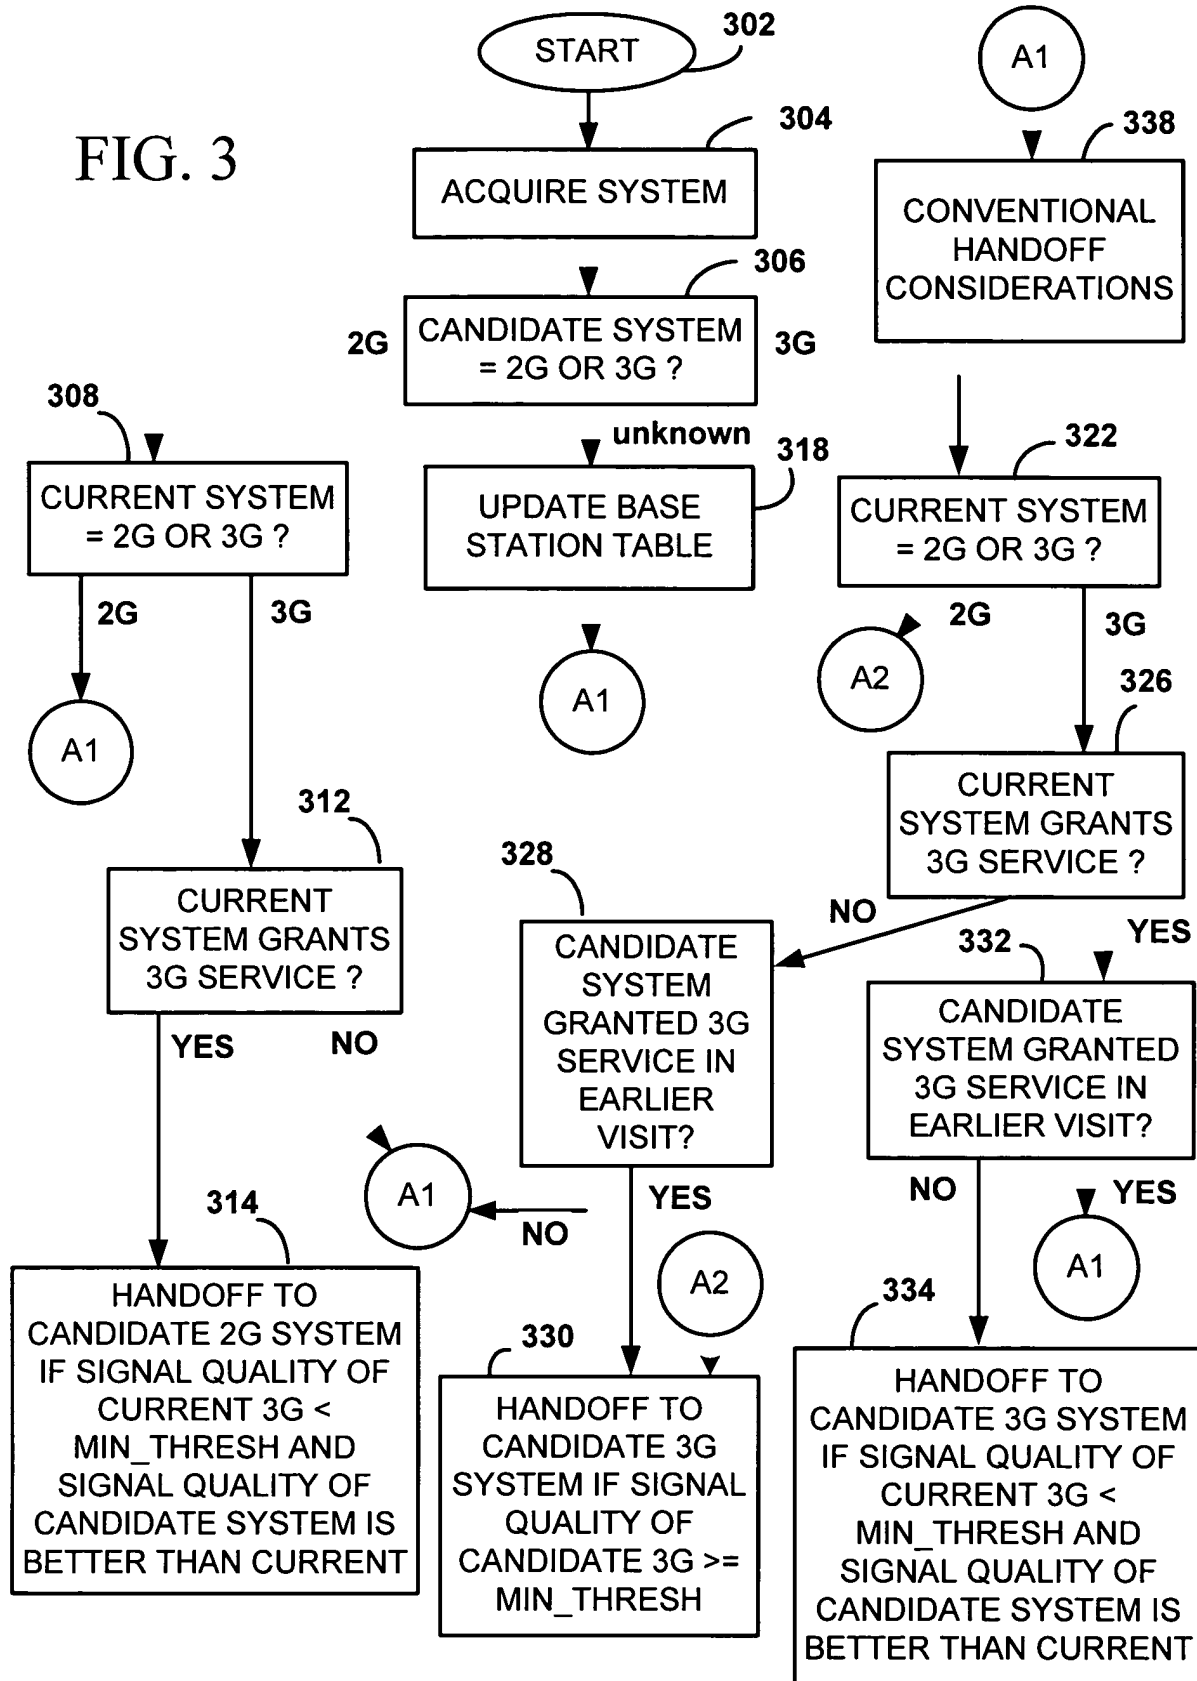 302
START
A1
FIG. 3
304
ACQUIRE SYSTEM
338
CONVENTIONAL
HANDOFF
CONSIDERATIONS
306
2G
CANDIDATE SYSTEM
= 2G OR 3G ?
3G
unknown
308
CURRENT SYSTEM
= 2G OR 3G ?
2G
3G
A1
318
UPDATE BASE
STATION TABLE
A1
322
CURRENT SYSTEM
= 2G OR 3G ?
2G
3G
A2
326
CURRENT
SYSTEM GRANTS
3G SERVICE ?
NO
YES
312
CURRENT
SYSTEM GRANTS
3G SERVICE ?
YES
NO
328
CANDIDATE
SYSTEM
GRANTED 3G
SERVICE IN
EARLIER
VISIT?
YES
NO
A1
332
CANDIDATE
SYSTEM GRANTED
3G SERVICE IN
EARLIER VISIT?
NO
YES
A1
314
HANDOFF TO
CANDIDATE 2G SYSTEM
IF SIGNAL QUALITY OF
CURRENT 3G <
MIN_THRESH AND
SIGNAL QUALITY OF
CANDIDATE SYSTEM IS
BETTER THAN CURRENT
A2
330
HANDOFF TO
CANDIDATE 3G
SYSTEM IF SIGNAL
QUALITY OF
CANDIDATE 3G >=
MIN_THRESH
334
HANDOFF TO
CANDIDATE 3G SYSTEM
IF SIGNAL QUALITY OF
CURRENT 3G <
MIN_THRESH AND
SIGNAL QUALITY OF
CANDIDATE SYSTEM IS
BETTER THAN CURRENT